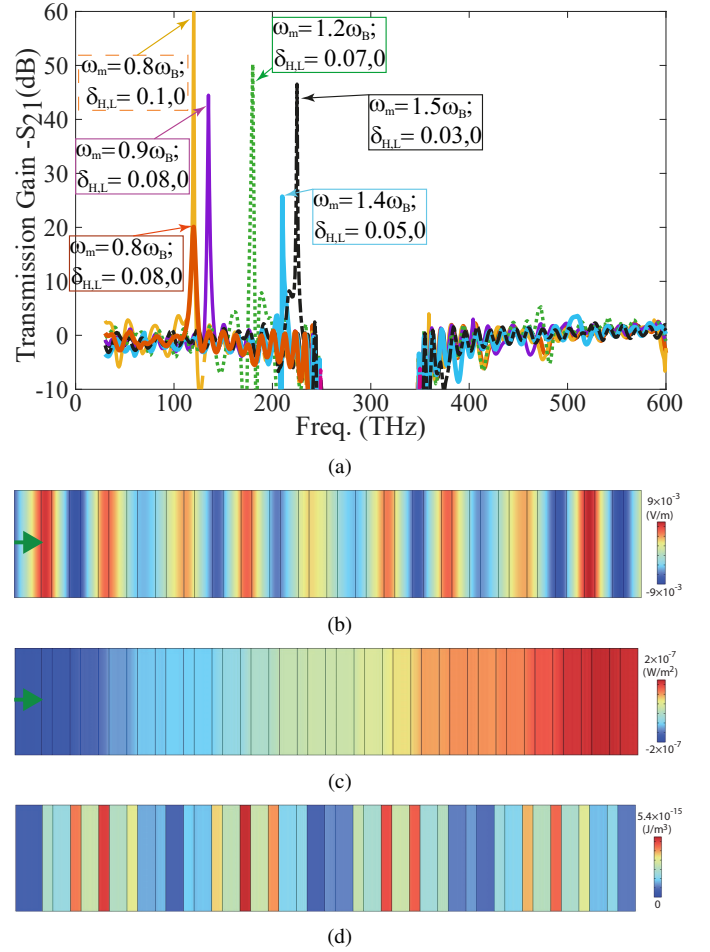 60
50
40
30
20
10
0
-10
Transmission Gain -S21(dB)
ωm=0.8ωB;
δH,L= 0.1,0
ωm=0.9ωB;
δH,L= 0.08,0
ωm=0.8ωB;
δH,L= 0.08,0
ωm=1.2ωB;
δH,L= 0.07,0
ωm=1.5ωB;
δH,L= 0.03,0
ωm=1.4ωB;
δH,L= 0.05,0
0 100 200 300 400 500 600
Freq. (THz)
(a)
9×10⁻³
(V/m)
-9×10⁻³
(b)
2×10⁻⁷
(W/m²)
-2×10⁻⁷
(c)
5.4×10⁻¹⁵
(J/m³)
0
(d)